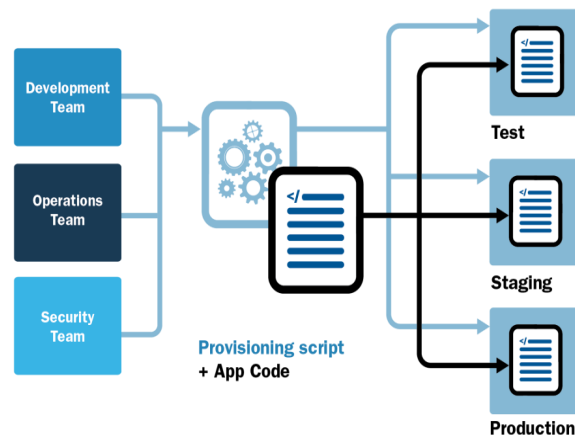 Development
Team
Operations
Team
Security
Team
</>
Provisioning script
+ App Code
</>
Test
</>
Staging
</>
Production